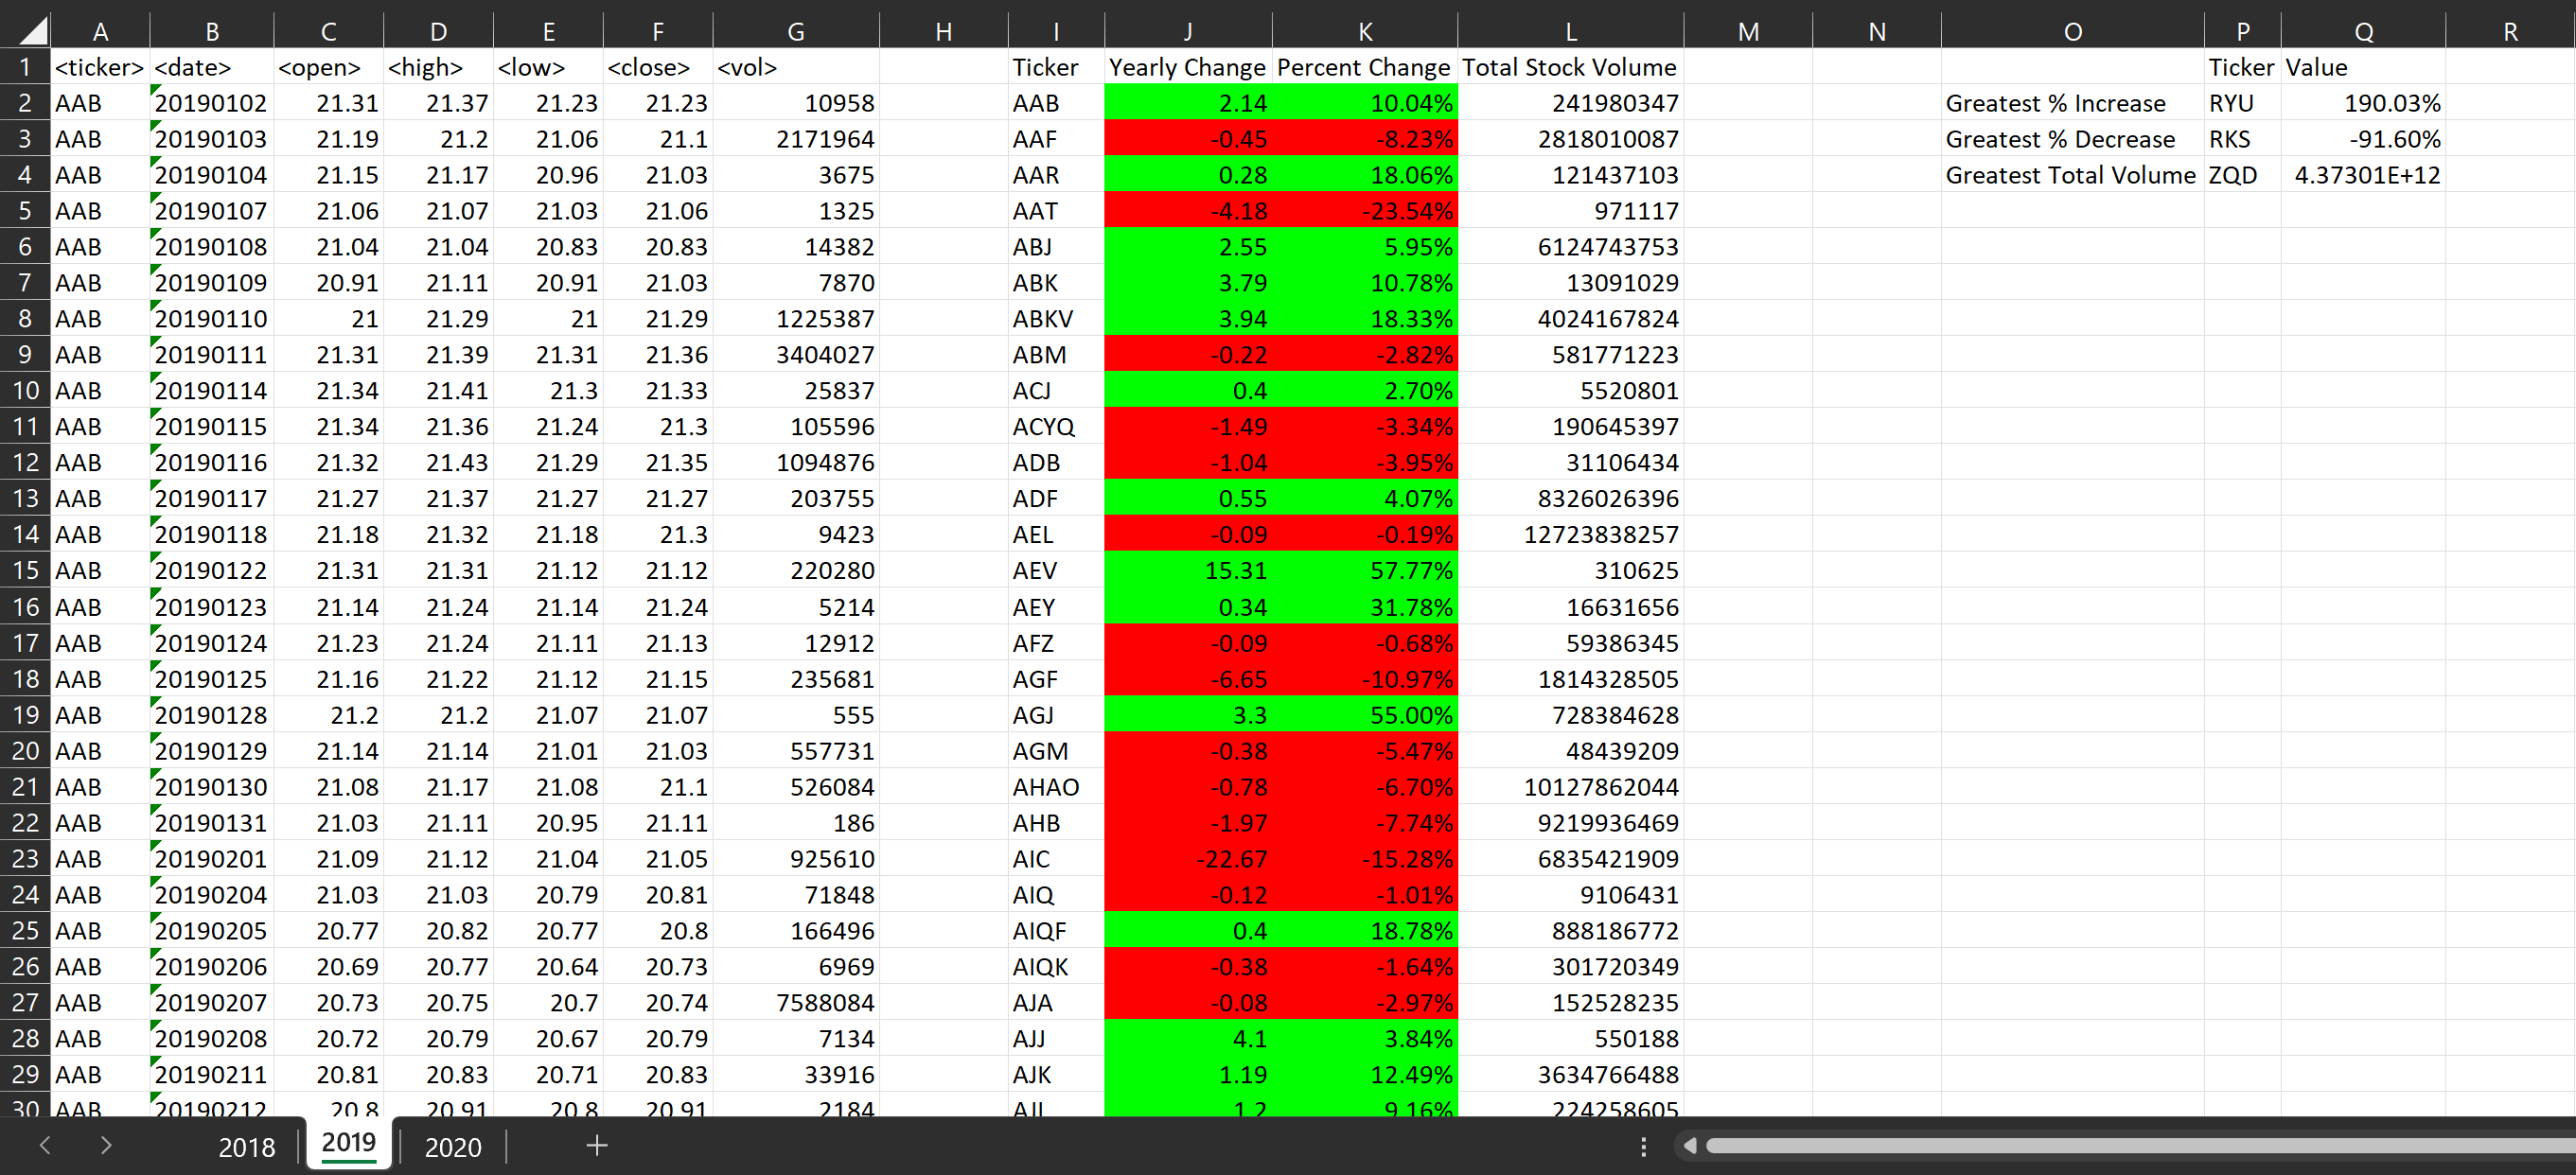 A B C D E F G H I J K L M N O P Q R
1 <ticker> <date> <open> <high> <low> <close> <vol> Ticker Yearly Change Percent Change Total Stock Volume Ticker Value
2 AAB 20190102 21.31 21.37 21.23 21.23 10958 AAB 2.14 10.04% 241980347 Greatest % Increase RYU 190.03%
3 AAB 20190103 21.19 21.2 21.06 21.1 2171964 AAF -0.45 -8.23% 2818010087 Greatest % Decrease RKS -91.60%
4 AAB 20190104 21.15 21.17 20.96 21.03 3675 AAR 0.28 18.06% 121437103 Greatest Total Volume ZQD 4.37301E+12
5 AAB 20190107 21.06 21.07 21.03 21.06 1325 AAT -4.18 -23.54% 971117
6 AAB 20190108 21.04 21.04 20.83 20.83 14382 ABJ 2.55 5.95% 6124743753
7 AAB 20190109 20.91 21.11 20.91 21.03 7870 ABK 3.79 10.78% 13091029
8 AAB 20190110 21 21.29 21 21.29 1225387 ABKV 3.94 18.33% 4024167824
9 AAB 20190111 21.31 21.39 21.31 21.36 3404027 ABM -0.22 -2.82% 581771223
10 AAB 20190114 21.34 21.41 21.3 21.33 25837 ACJ 0.4 2.70% 5520801
11 AAB 20190115 21.34 21.36 21.24 21.3 105596 ACYQ -1.49 -3.34% 190645397
12 AAB 20190116 21.32 21.43 21.29 21.35 1094876 ADB -1.04 -3.95% 31106434
13 AAB 20190117 21.27 21.37 21.27 21.27 203755 ADF 0.55 4.07% 8326026396
14 AAB 20190118 21.18 21.32 21.18 21.3 9423 AEL -0.09 -0.19% 12723838257
15 AAB 20190122 21.31 21.31 21.12 21.12 220280 AEV 15.31 57.77% 310625
16 AAB 20190123 21.14 21.24 21.14 21.24 5214 AEY 0.34 31.78% 16631656
17 AAB 20190124 21.23 21.24 21.11 21.13 12912 AFZ -0.09 -0.68% 59386345
18 AAB 20190125 21.16 21.22 21.12 21.15 235681 AGF -6.65 -10.97% 1814328505
19 AAB 20190128 21.2 21.2 21.07 21.07 555 AGJ 3.3 55.00% 728384628
20 AAB 20190129 21.14 21.14 21.01 21.03 557731 AGM -0.38 -5.47% 48439209
21 AAB 20190130 21.08 21.17 21.08 21.1 526084 AHAO -0.78 -6.70% 10127862044
22 AAB 20190131 21.03 21.11 20.95 21.11 186 AHB -1.97 -7.74% 9219936469
23 AAB 20190201 21.09 21.12 21.04 21.05 925610 AIC -22.67 -15.28% 6835421909
24 AAB 20190204 21.03 21.03 20.79 20.81 71848 AIQ -0.12 -1.01% 9106431
25 AAB 20190205 20.77 20.82 20.77 20.8 166496 AIQF 0.4 18.78% 888186772
26 AAB 20190206 20.69 20.77 20.64 20.73 6969 AIQK -0.38 -1.64% 301720349
27 AAB 20190207 20.73 20.75 20.7 20.74 7588084 AJA -0.08 -2.97% 152528235
28 AAB 20190208 20.72 20.79 20.67 20.79 7134 AJJ 4.1 3.84% 550188
29 AAB 20190211 20.81 20.83 20.71 20.83 33916 AJK 1.19 12.49% 3634766488
30 AAB 20190212 20.8 20.91 20.8 20.91 2184 1.2 9.16% 224258605
2018 2019 2020